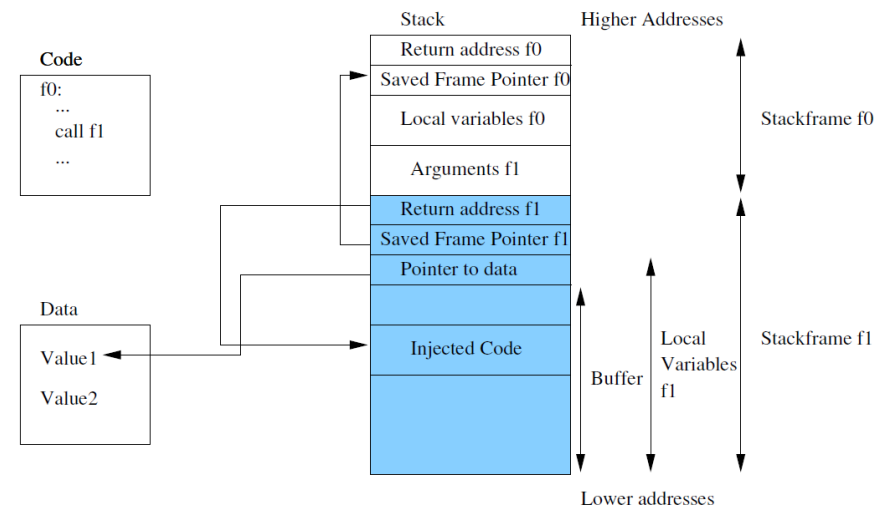 Stack
Higher Addresses
Code
f0:
...
call f1
...
Return address f0
Saved Frame Pointer f0
Local variables f0
Arguments f1
Stackframe f0
Return address f1
Saved Frame Pointer f1
Pointer to data
Injected Code
Data
Value1
Value2
Buffer
Local
Variables
f1
Stackframe f1
Lower addresses